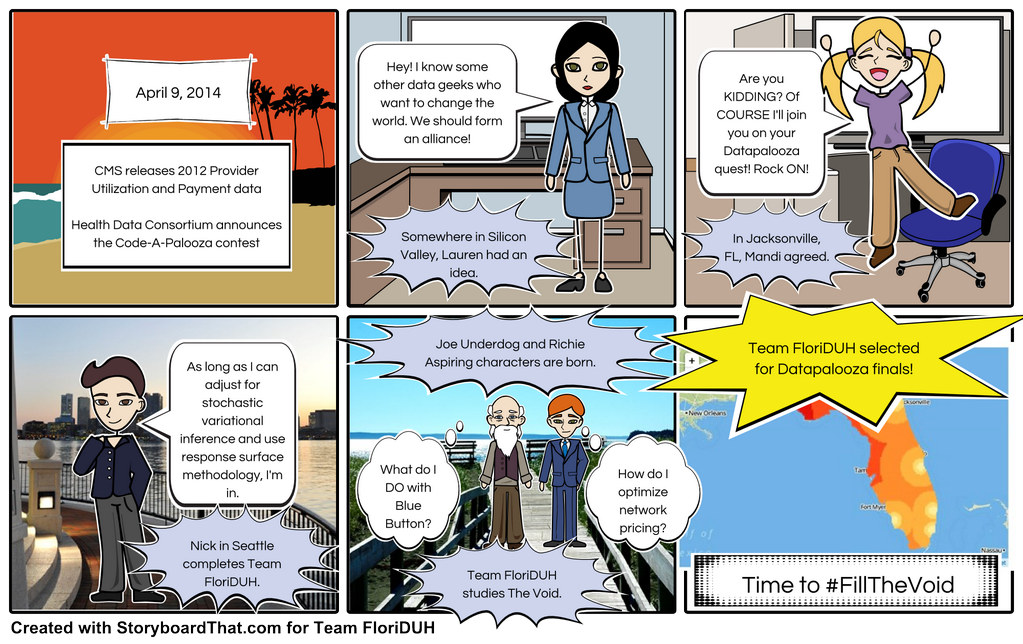 April 9, 2014
CMS releases 2012 Provider
Utilization and Payment data
Health Data Consortium announces
the Code-A-Palooza contest
Hey! I know some
other data geeks who
want to change the
world. We should form
an alliance!
Somewhere in Silicon
Valley, Lauren had an
idea.
Are you
KIDDING? Of
COURSE I'll join
you on your
Datapalooza
quest! Rock ON!
In Jacksonville,
FL, Mandi agreed.
As long as I can
adjust for
stochastic
variational
inference and use
response surface
methodology, I'm
in.
Nick in Seattle
completes Team
FloriDUH.
Joe Underdog and Richie
Aspiring characters are born.
What do I
DO with
Blue
Button?
How do I
optimize
network
pricing?
Team FloriDUH
studies The Void.
Team FloriDUH selected
for Datapalooza finals!
+
New Orleans
Fort Myer
Nassau
Time to #FillTheVoid
Created with StoryboardThat.com for Team FloriDUH